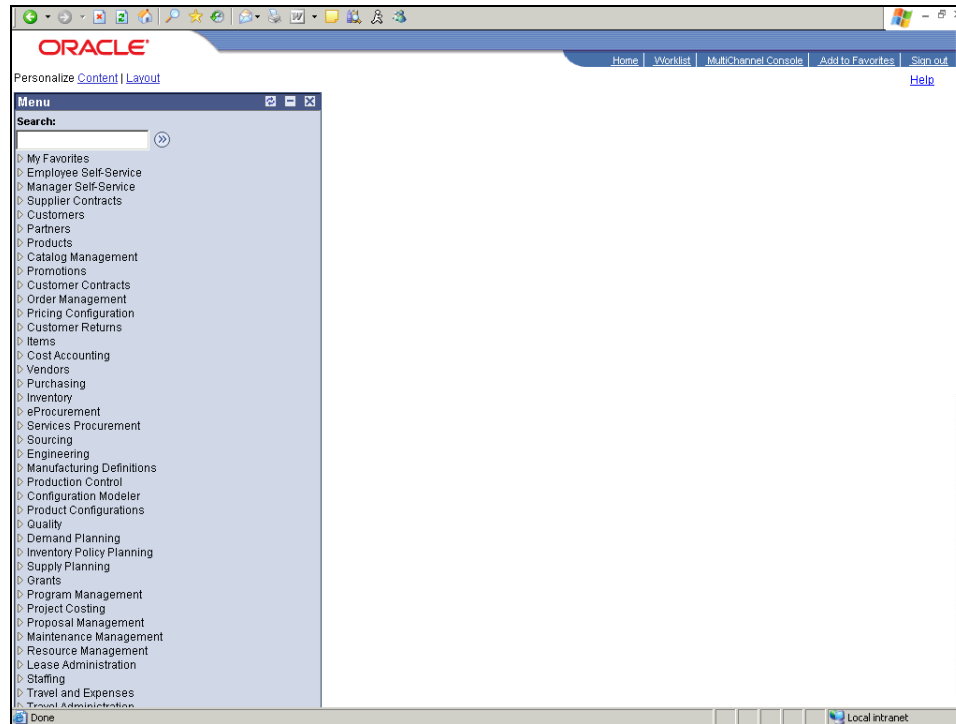 ORACLE
Home | Worklist | MultiChannel Console | Add to Favorites | Sign out
Personalize Content | Layout
Help
Menu
Search:
My Favorites
Employee Self-Service
Manager Self-Service
Supplier Contracts
Customers
Partners
Products
Catalog Management
Promotions
Customer Contracts
Order Management
Pricing Configuration
Customer Returns
Items
Cost Accounting
Vendors
Purchasing
Inventory
eProcurement
Services Procurement
Sourcing
Engineering
Manufacturing Definitions
Production Control
Configuration Modeler
Product Configurations
Quality
Demand Planning
Inventory Policy Planning
Supply Planning
Grants
Program Management
Project Costing
Proposal Management
Maintenance Management
Resource Management
Lease Administration
Staffing
Travel and Expenses
Travel Administration
Done
Local intranet